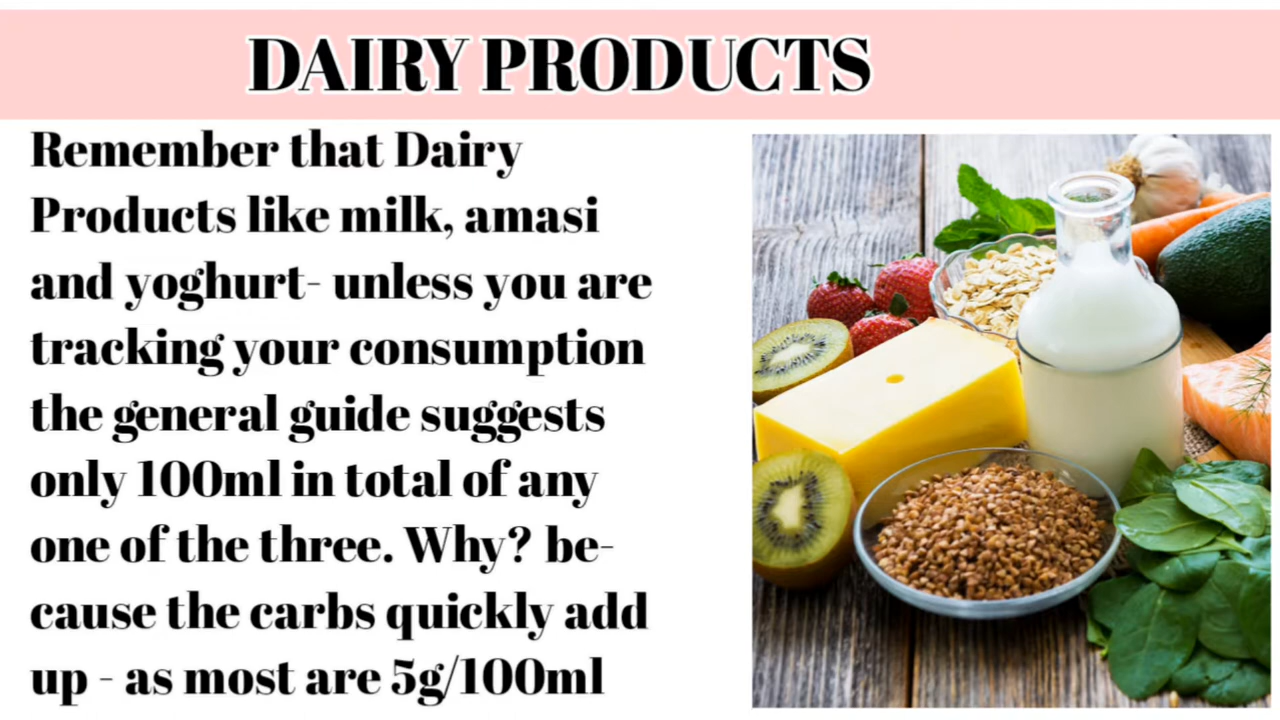 DAIRY PRODUCTS
Remember that Dairy
Products like milk, amasi
and yoghurt- unless you are
tracking your consumption
the general guide suggests
only 100ml in total of any
one of the three. Why? be-
cause the carbs quickly add
up - as most are 5g/100ml